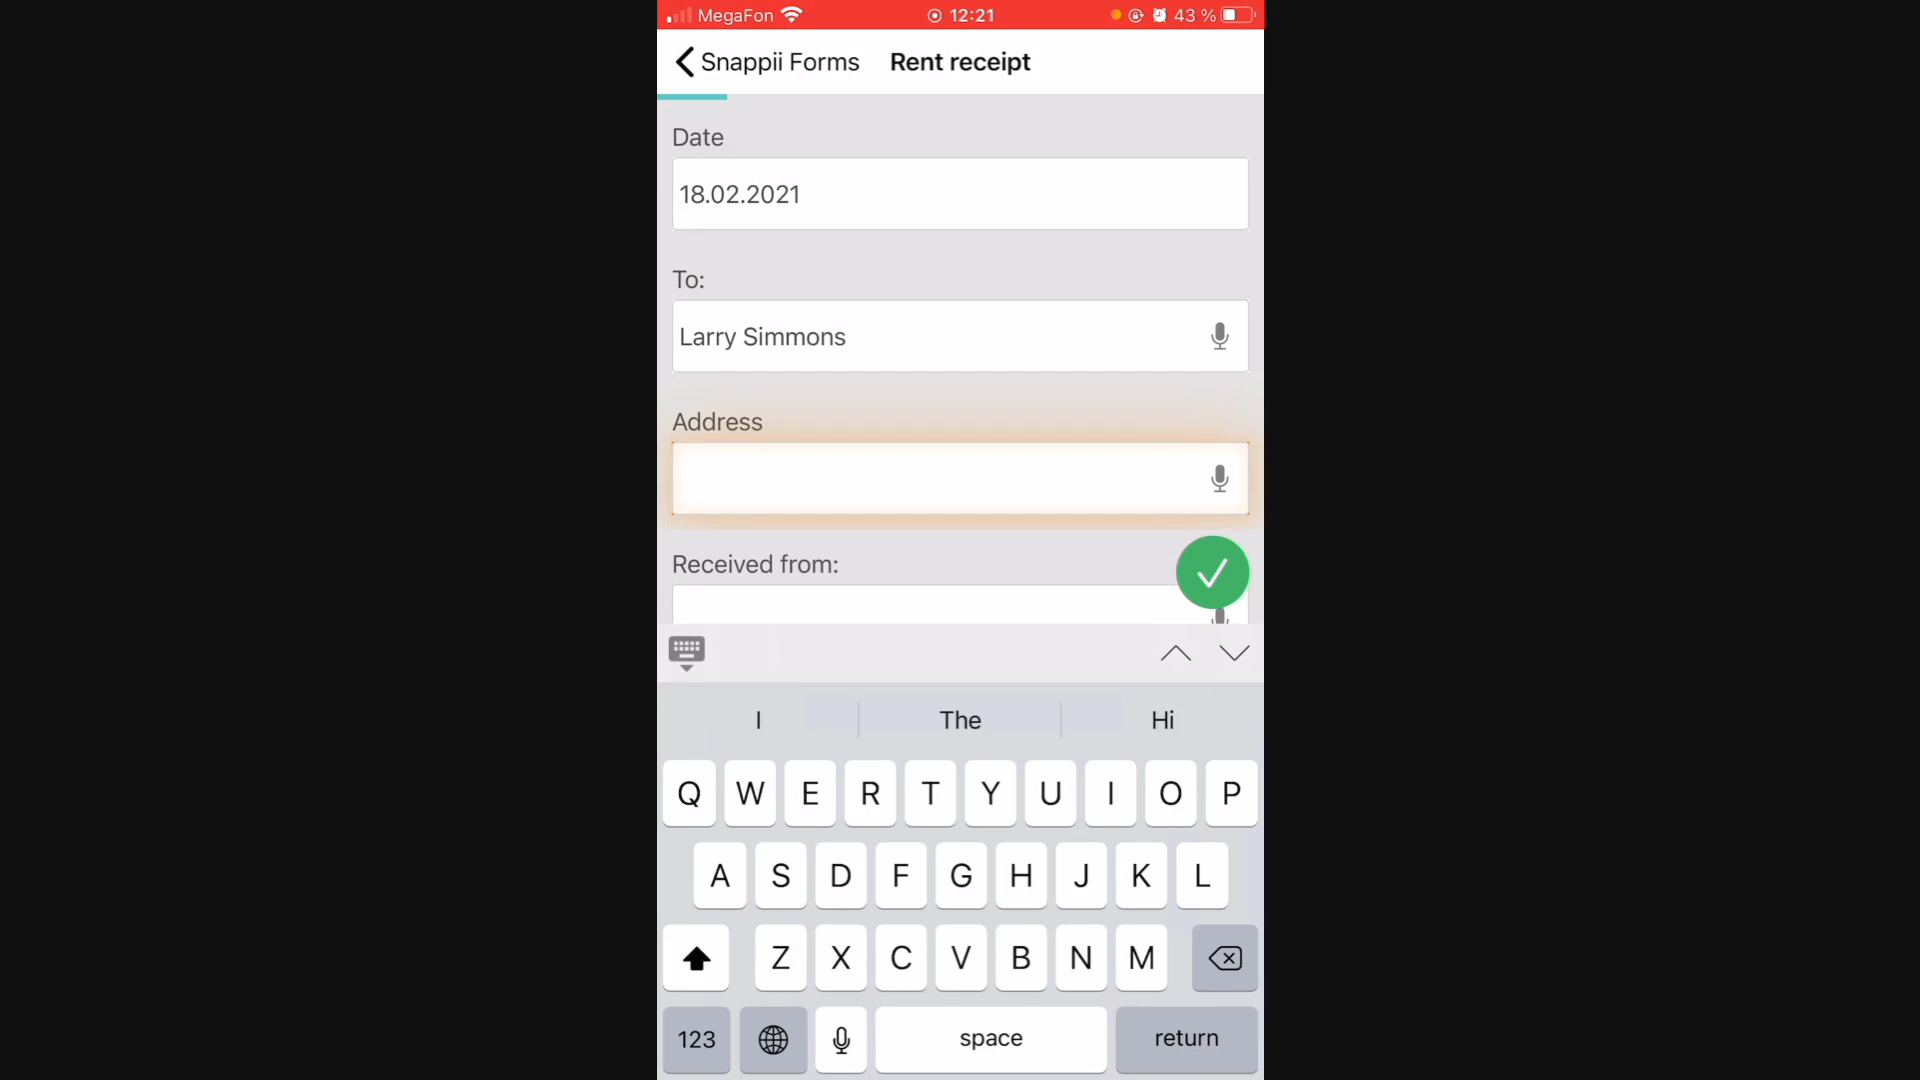 MegaFon 12:21 43 %
Snappii Forms Rent receipt
Date
18.02.2021
To:
Larry Simmons
Address
Received from:
I The Hi
Q W E R T Y U I O P
A S D F G H J K L
Z X C V B N M
123 space return